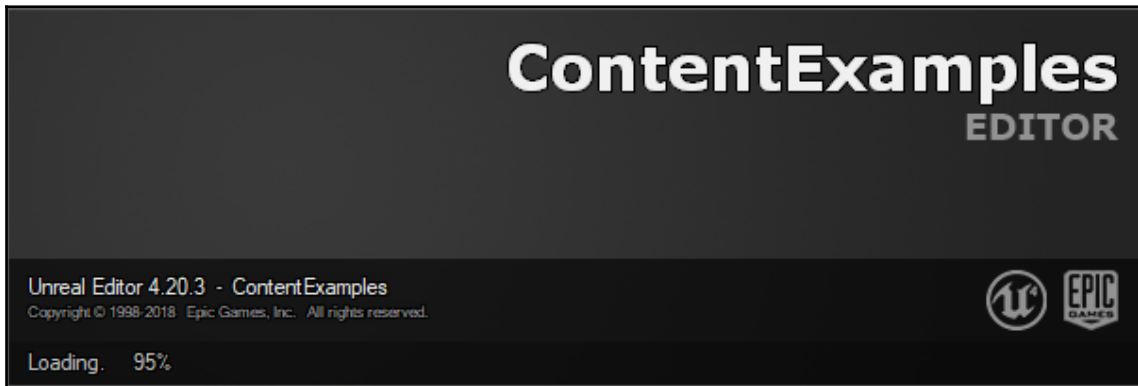 ContentExamples
EDITOR
Unreal Editor 4.20.3 - ContentExamples
Copyright © 1998-2018 Epic Games, Inc. All rights reserved.
EPIC
GAMES
Loading. 95%